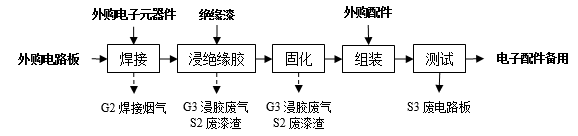 外购电子元器件
绝缘漆
外购配件
外购电路板
焊接
浸绝缘胶
固化
组装
测试
电子配件备用
G2 焊接烟气
G3 浸胶废气
S2 废漆渣
G3 浸胶废气
S2 废漆渣
S3 废电路板